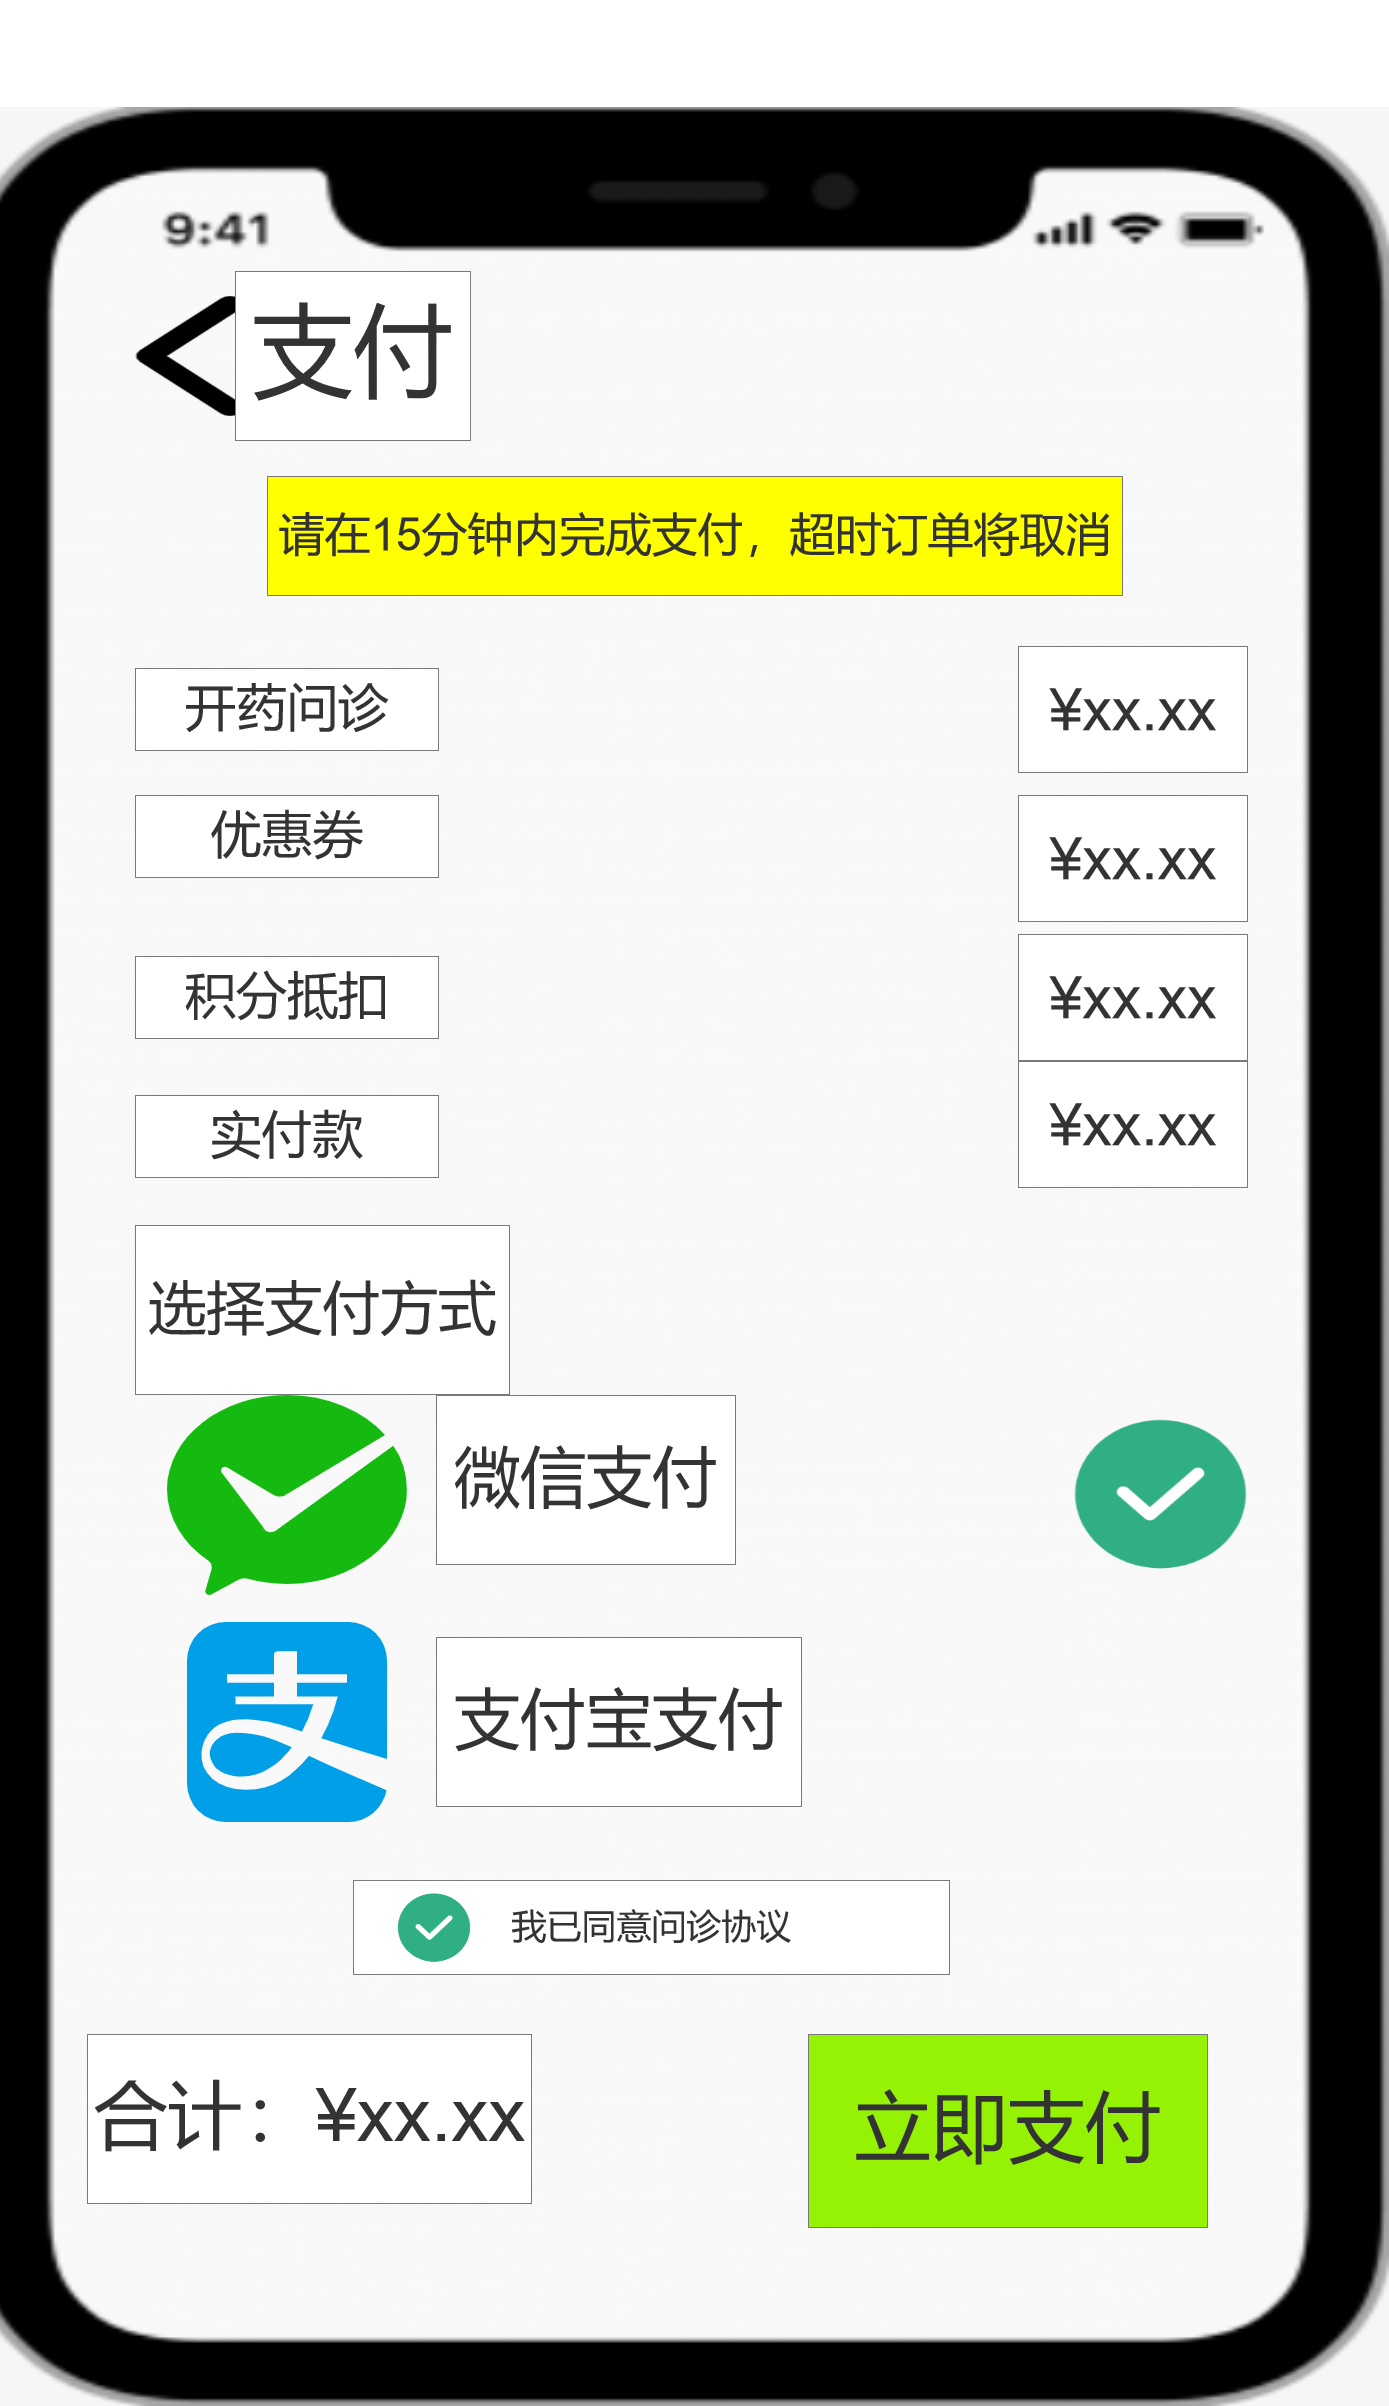 9:41
支付
请在15分钟内完成支付，超时订单将取消
开药问诊 ¥xx.xx
优惠券 ¥xx.xx
积分抵扣 ¥xx.xx
实付款 ¥xx.xx
选择支付方式
微信支付
支
支付宝支付
我已同意问诊协议
合计：¥xx.xx
立即支付